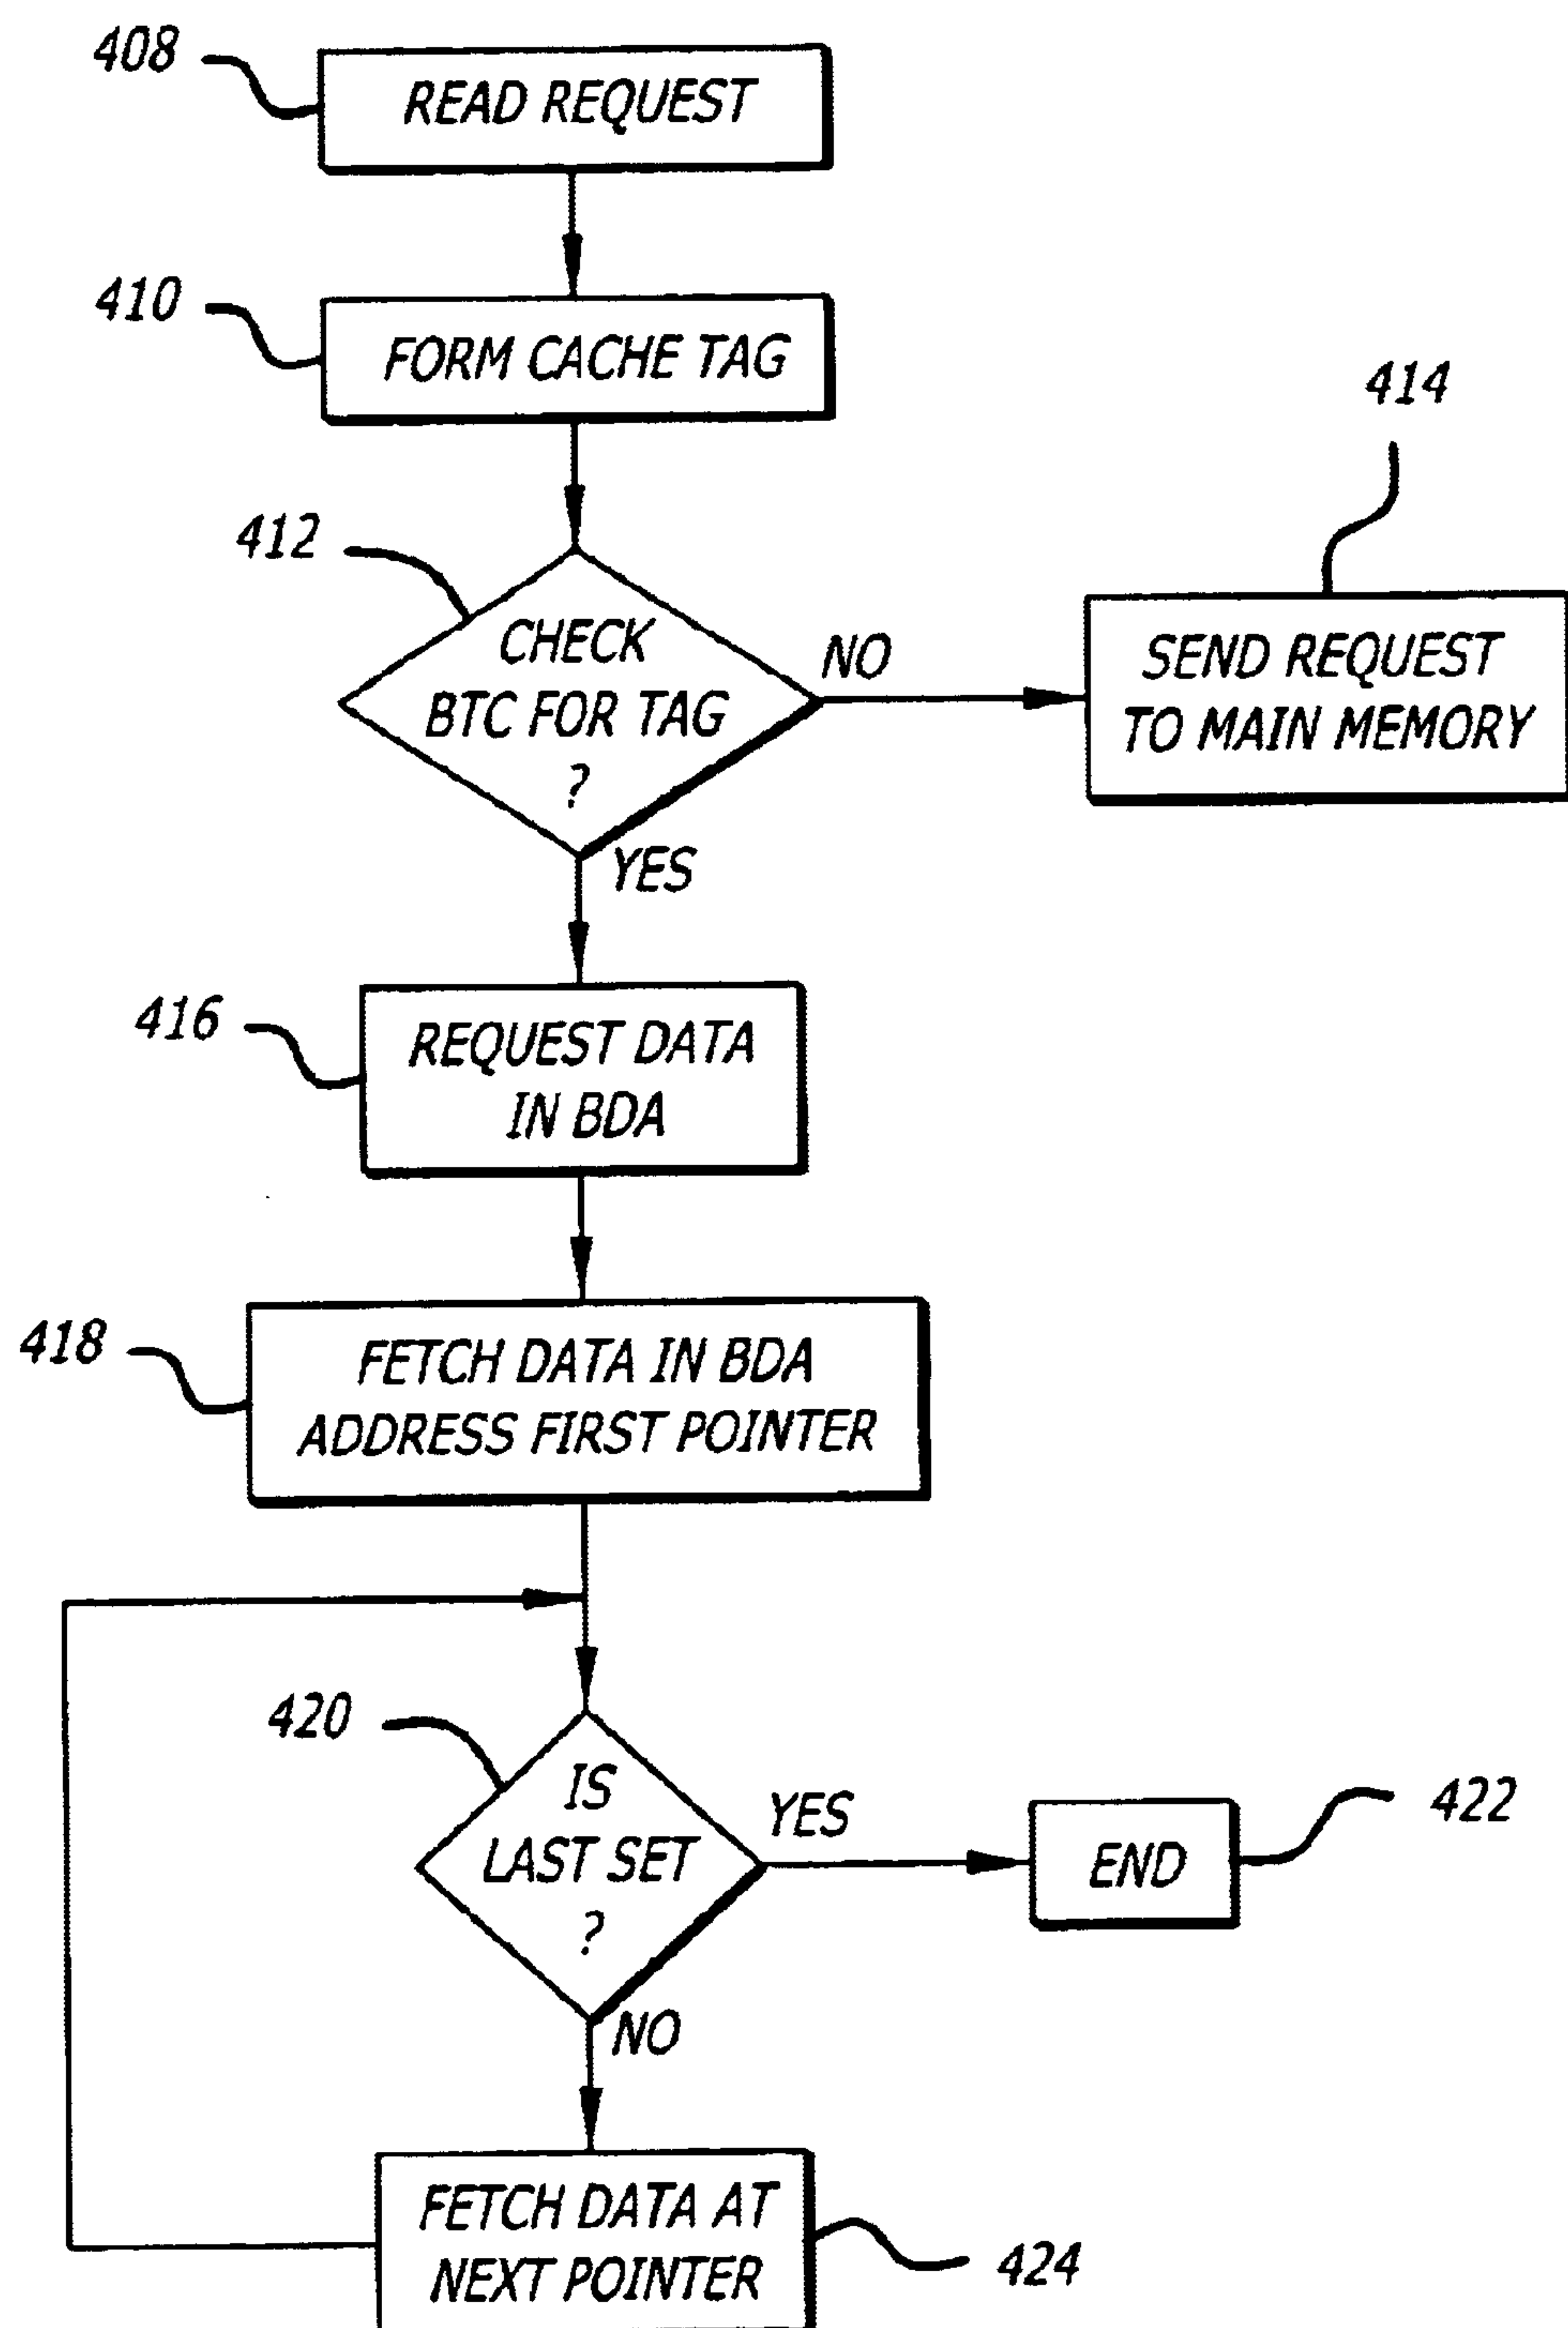 408
READ REQUEST
410
FORM CACHE TAG
414
412
CHECK
BTC FOR TAG
?
NO
SEND REQUEST
TO MAIN MEMORY
YES
416
REQUEST DATA
IN BDA
418
FETCH DATA IN BDA
ADDRESS FIRST POINTER
420
IS
LAST SET
?
YES
END
422
NO
FETCH DATA AT
NEXT POINTER
424